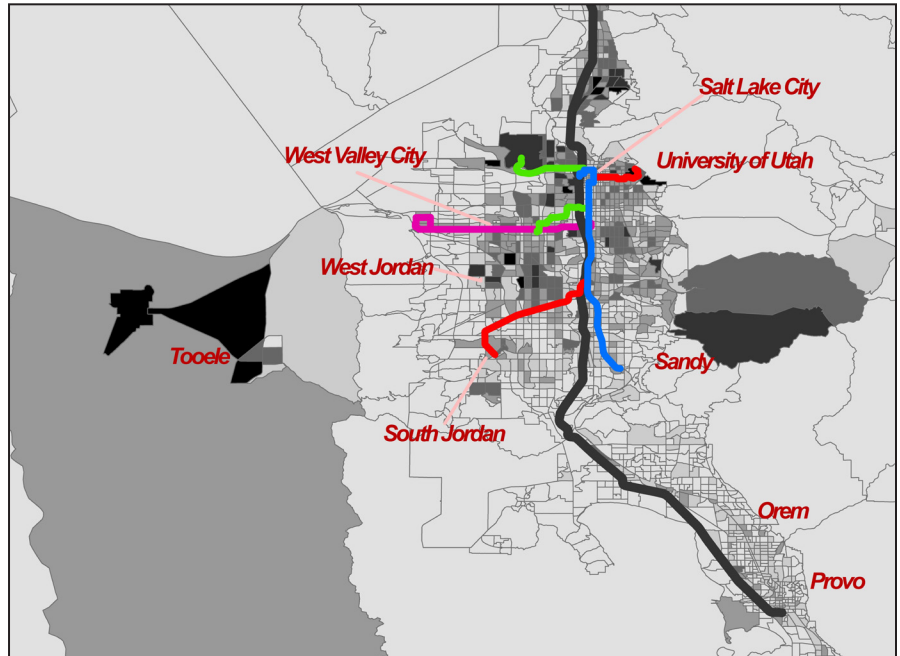 Salt Lake City
West Valley City
University of Utah
West Jordan
Tooele
Sandy
South Jordan
Orem
Provo